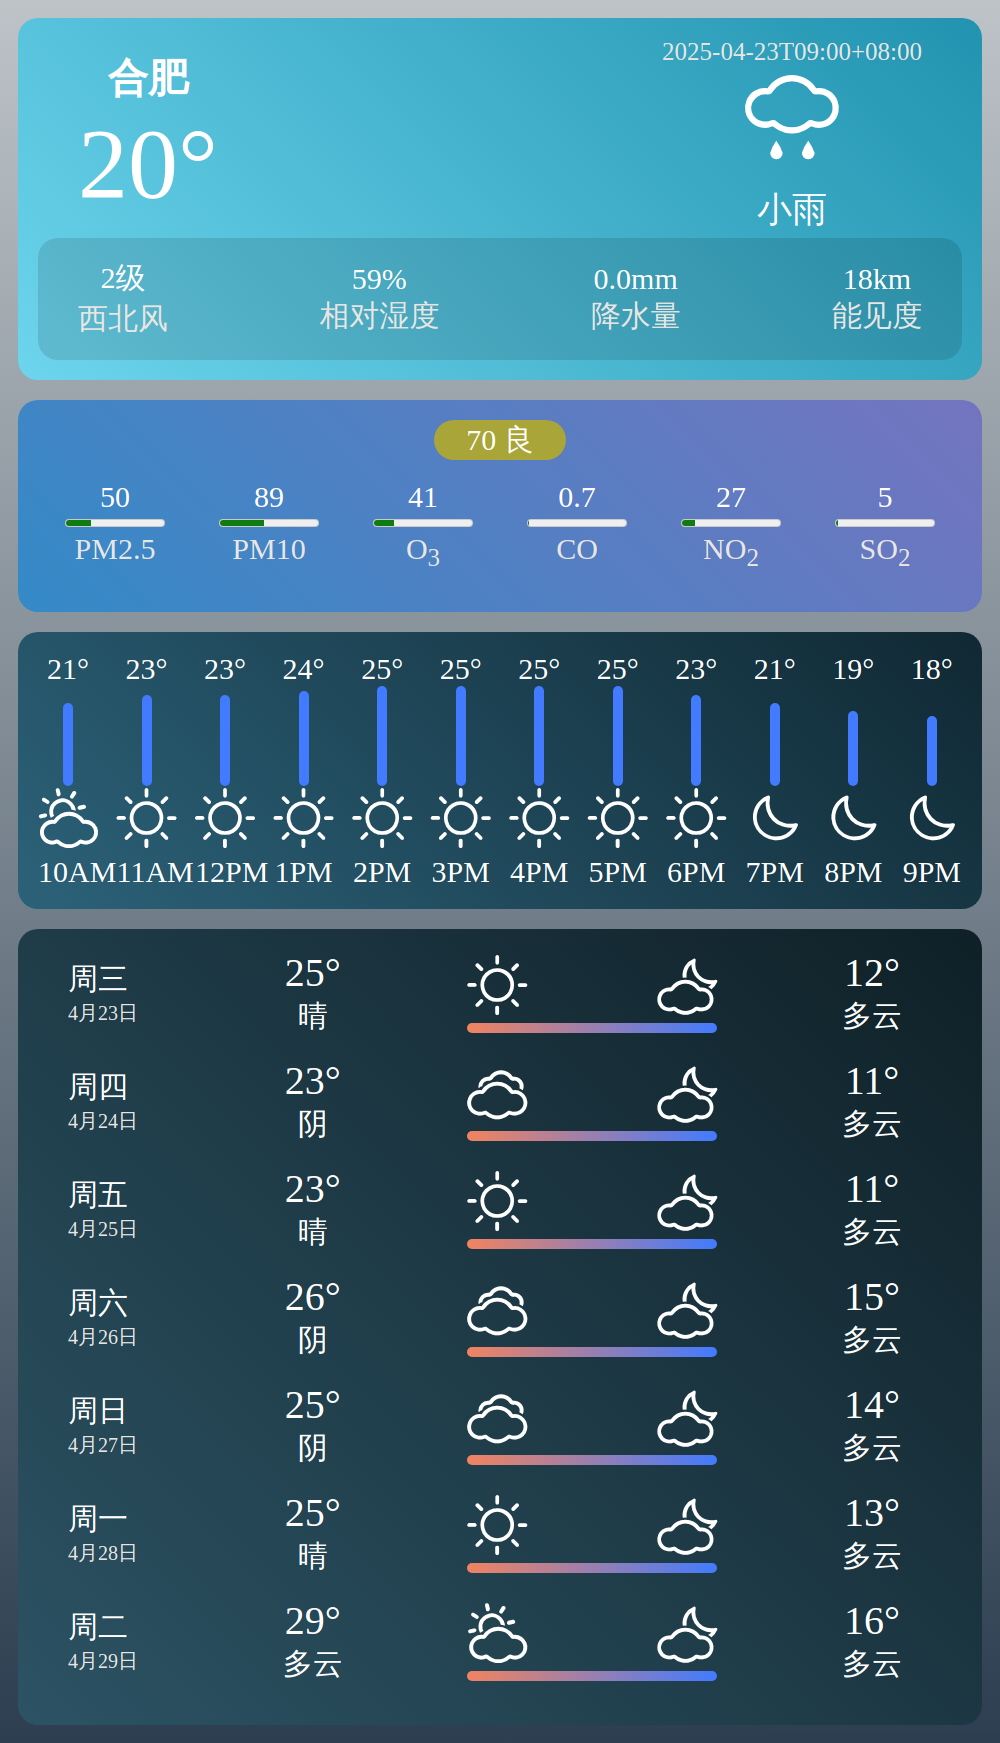 合肥
20°
2025-04-23T09:00+08:00
小雨
2级 59% 0.0mm 18km
西北风 相对湿度 降水量 能见度
70 良
50 89 41 0.7 27 5
PM2.5 PM10 O3 CO NO2 SO2
21° 23° 23° 24° 25° 25° 25° 25° 23° 21° 19° 18°
10AM 11AM 12PM 1PM 2PM 3PM 4PM 5PM 6PM 7PM 8PM 9PM
周三 25° 12°
4月23日 晴 多云
周四 23° 11°
4月24日 阴 多云
周五 23° 11°
4月25日 晴 多云
周六 26° 15°
4月26日 阴 多云
周日 25° 14°
4月27日 阴 多云
周一 25° 13°
4月28日 晴 多云
周二 29° 16°
4月29日 多云 多云